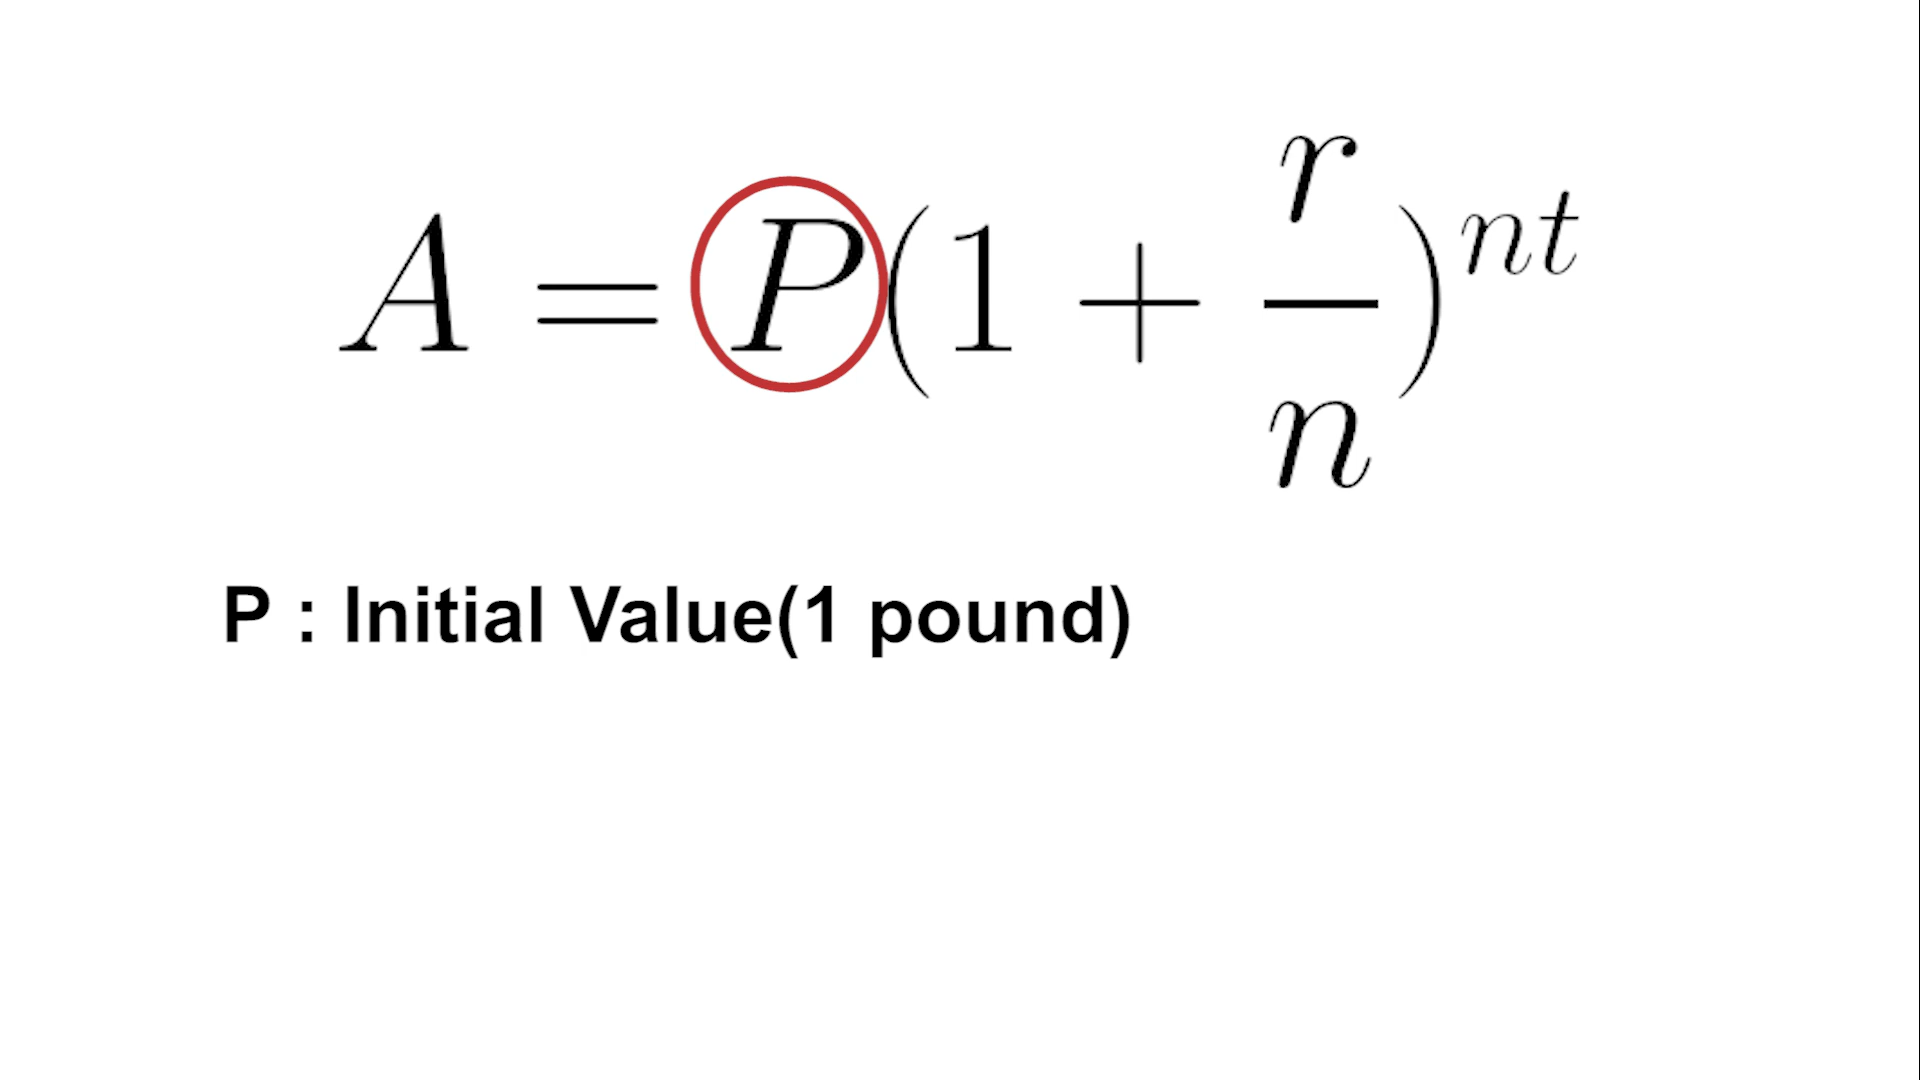 A = P(1 + r/n)^{nt}
P : Initial Value(1 pound)